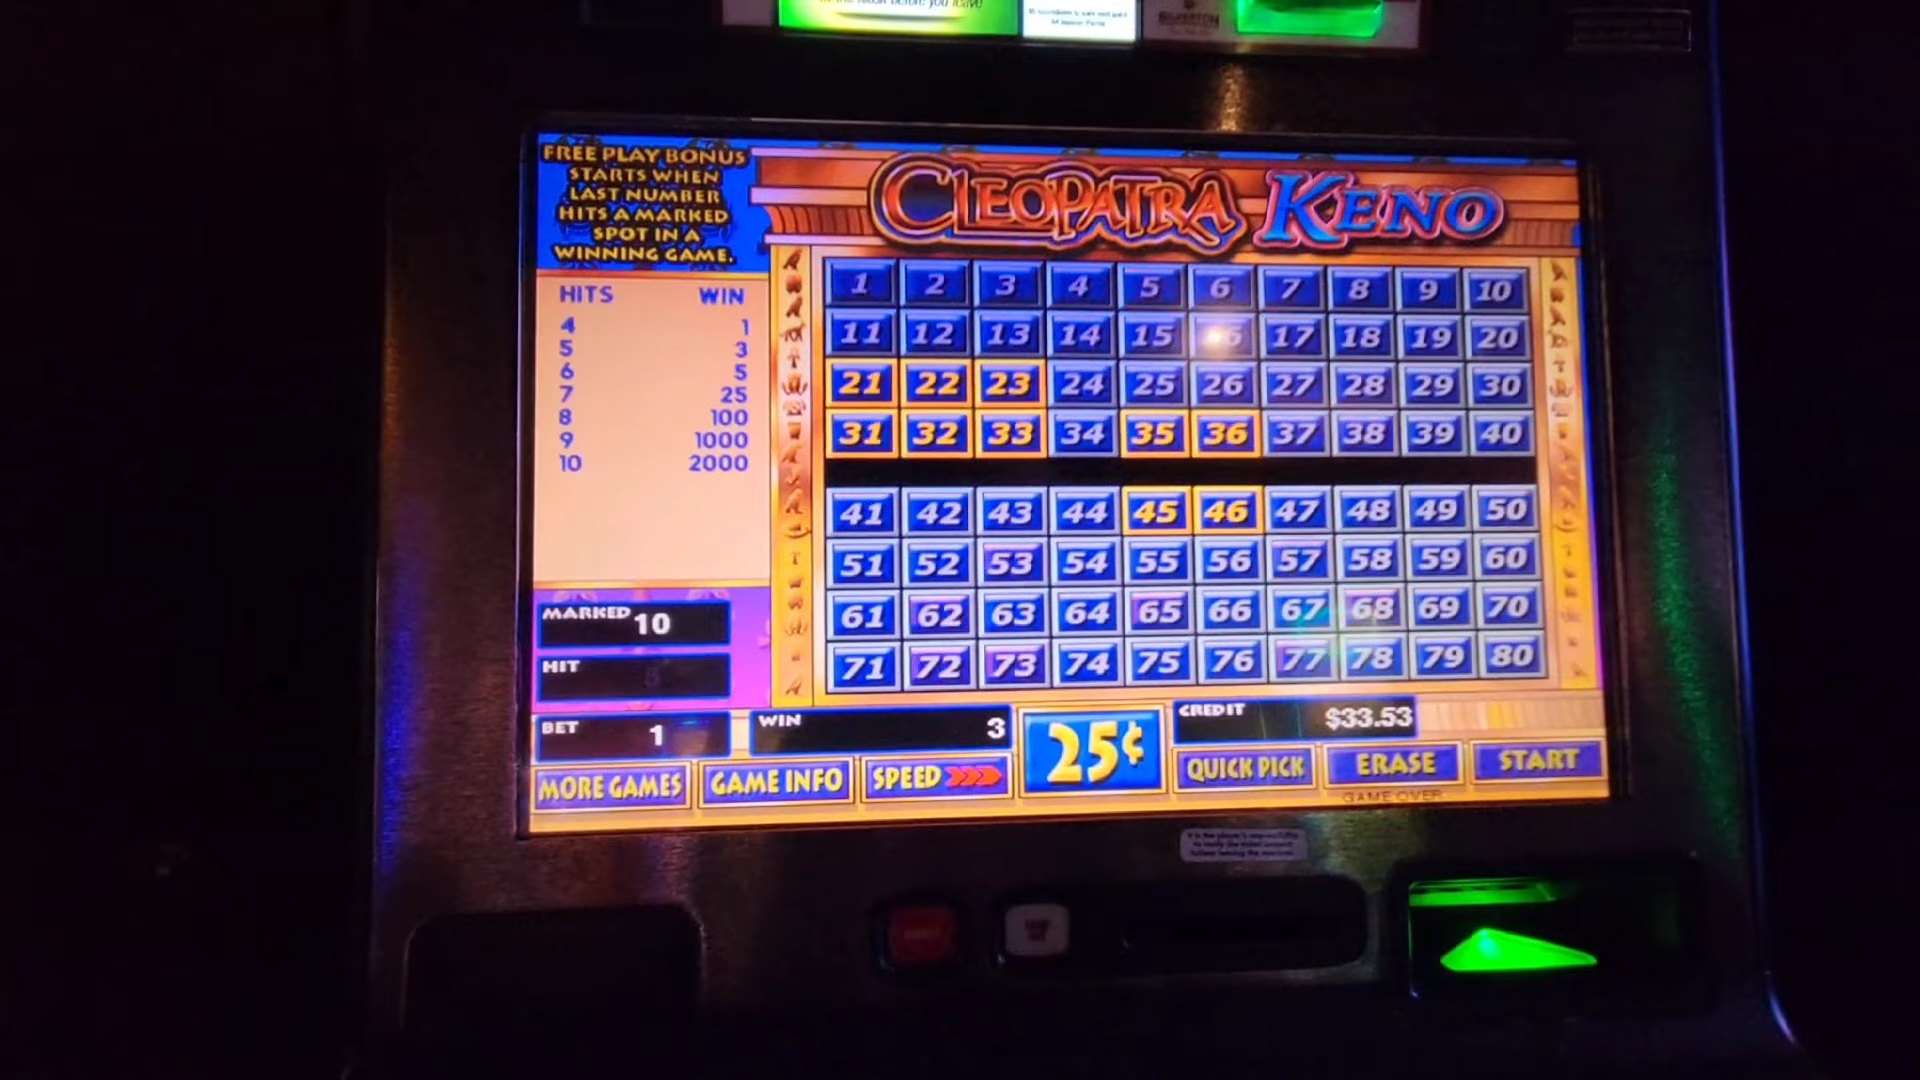 before you leave!
SILVERTON
FREE PLAY BONUS
STARTS WHEN
LAST NUMBER
HITS A MARKED
SPOT IN A
WINNING GAME.
CLEOPATRA KENO
HITS WIN
4 1
5 3
6 5
7 25
8 100
9 1000
10 2000
1 2 3 4 5 6 7 8 9 10
11 12 13 14 15 16 17 18 19 20
21 22 23 24 25 26 27 28 29 30
31 32 33 34 35 36 37 38 39 40
41 42 43 44 45 46 47 48 49 50
51 52 53 54 55 56 57 58 59 60
61 62 63 64 65 66 67 68 69 70
71 72 73 74 75 76 77 78 79 80
MARKED 10
HIT 5
BET 1
WIN 3
25¢
CREDIT $33.53
MORE GAMES
GAME INFO
SPEED
QUICK PICK
ERASE
START
GAME OVER